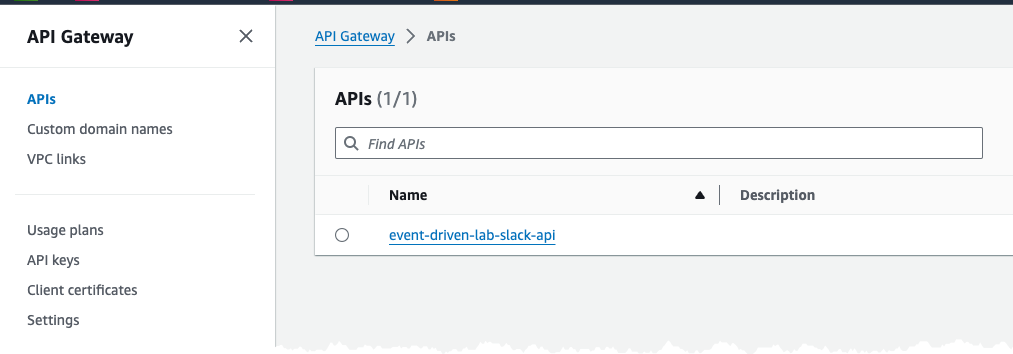 API Gateway
APIs
Custom domain names
VPC links
Usage plans
API keys
Client certificates
Settings
API Gateway > APIs
APIs (1/1)
Find APIs
Name Description
event-driven-lab-slack-api